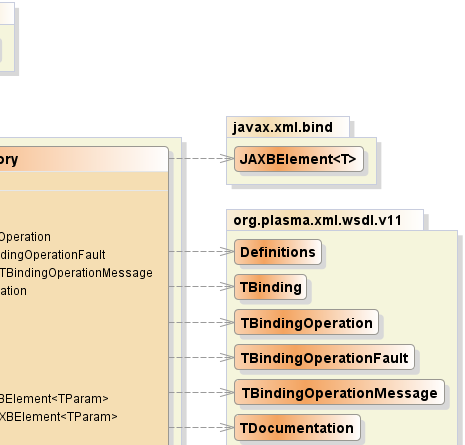 javax.xml.bind
ory
JAXBElement<T>
org.plasma.xml.wsdl.v11
Operation
Definitions
dingOperationFault
TBindingOperationMessage
TBinding
ation
TBindingOperation
TBindingOperationFault
TBindingOperationMessage
BElement<TParam>
XBElement<TParam>
TDocumentation